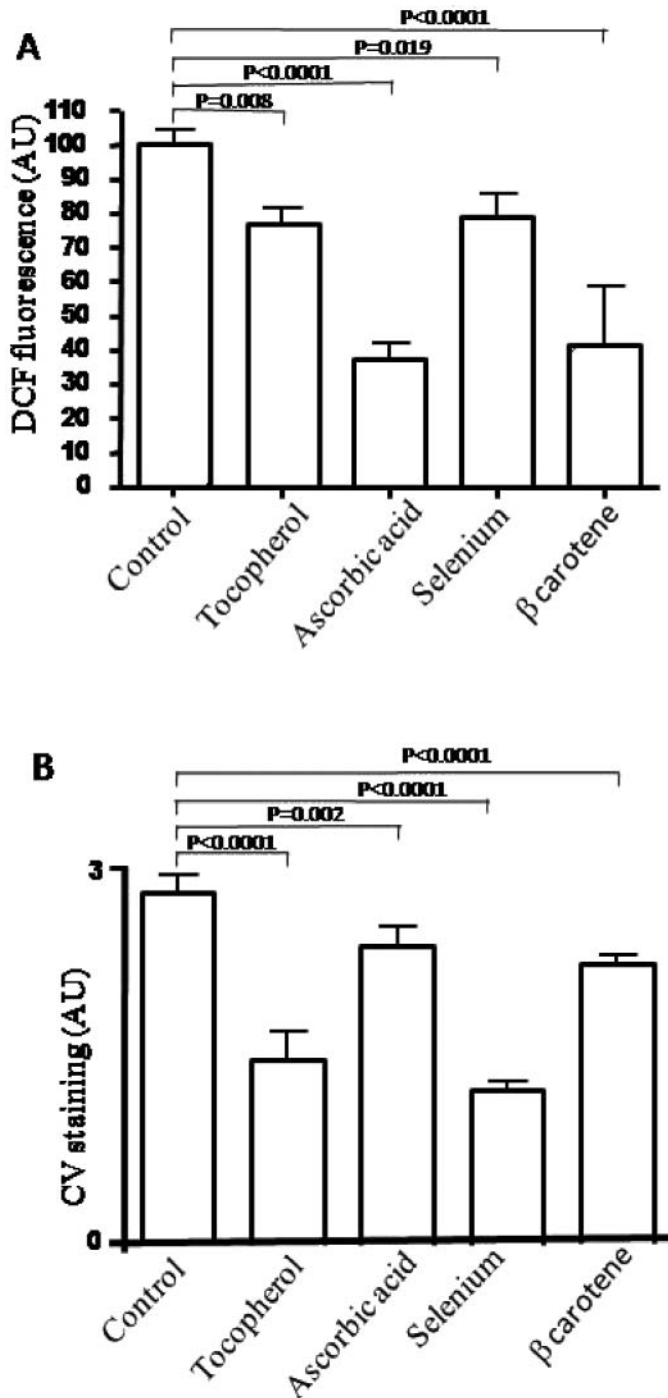 A
P<0.0001
P=0.019
P<0.0001
P=0.008
DCF fluorescence (AU)
110
100
90
80
70
60
50
40
30
20
10
0
Control
Tocopherol
Ascorbic acid
Selenium
β carotene
B
P<0.0001
P<0.0001
P=0.002
P<0.0001
CV staining (AU)
3
0
Control
Tocopherol
Ascorbic acid
Selenium
β carotene